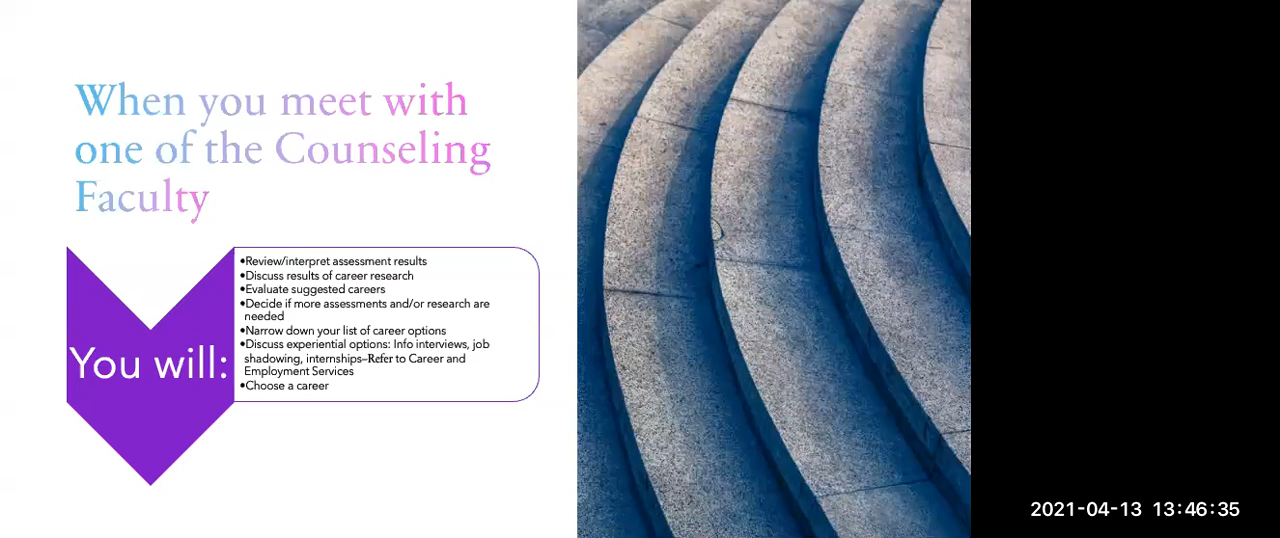 When you meet with
one of the Counseling
Faculty
You will:
•Review/interpret assessment results
•Discuss results of career research
•Evaluate suggested careers
•Decide if more assessments and/or research are
needed
•Narrow down your list of career options
•Discuss experiential options: Info interviews, job
shadowing, internships–Refer to Career and
Employment Services
•Choose a career
2021-04-13 13:46:35